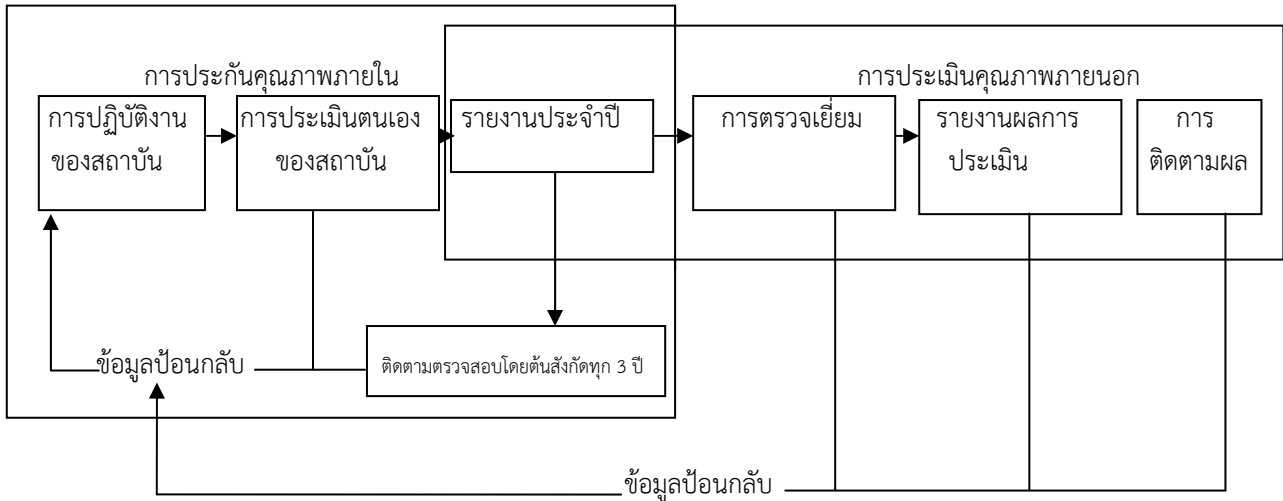 การประกันคุณภาพภายใน
การประเมินคุณภาพภายนอก
การปฏิบัติงาน
ของสถาบัน
การประเมินตนเอง
ของสถาบัน
รายงานประจำปี
การตรวจเยี่ยม
รายงานผลการ
ประเมิน
การ
ติดตามผล
ข้อมูลป้อนกลับ
ติดตามตรวจสอบโดยต้นสังกัดทุก 3 ปี
ข้อมูลป้อนกลับ